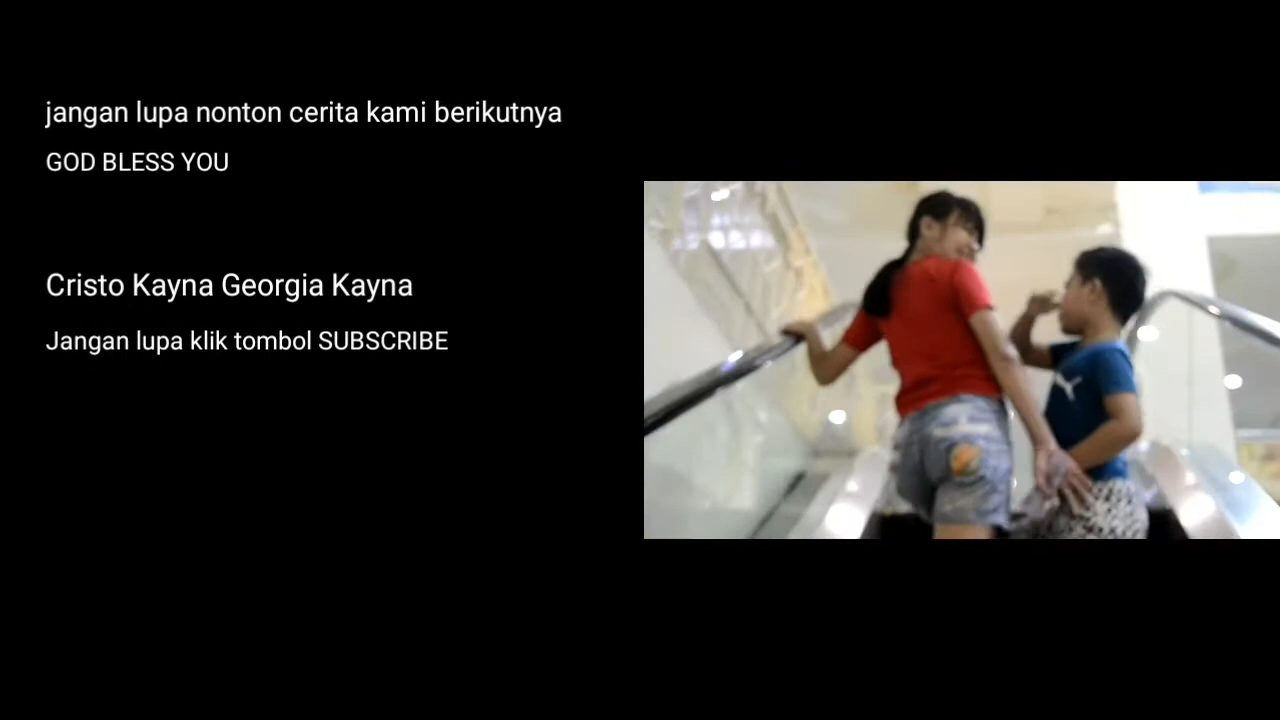 jangan lupa nonton cerita kami berikutnya
GOD BLESS YOU
Cristo Kayna Georgia Kayna
Jangan lupa klik tombol SUBSCRIBE